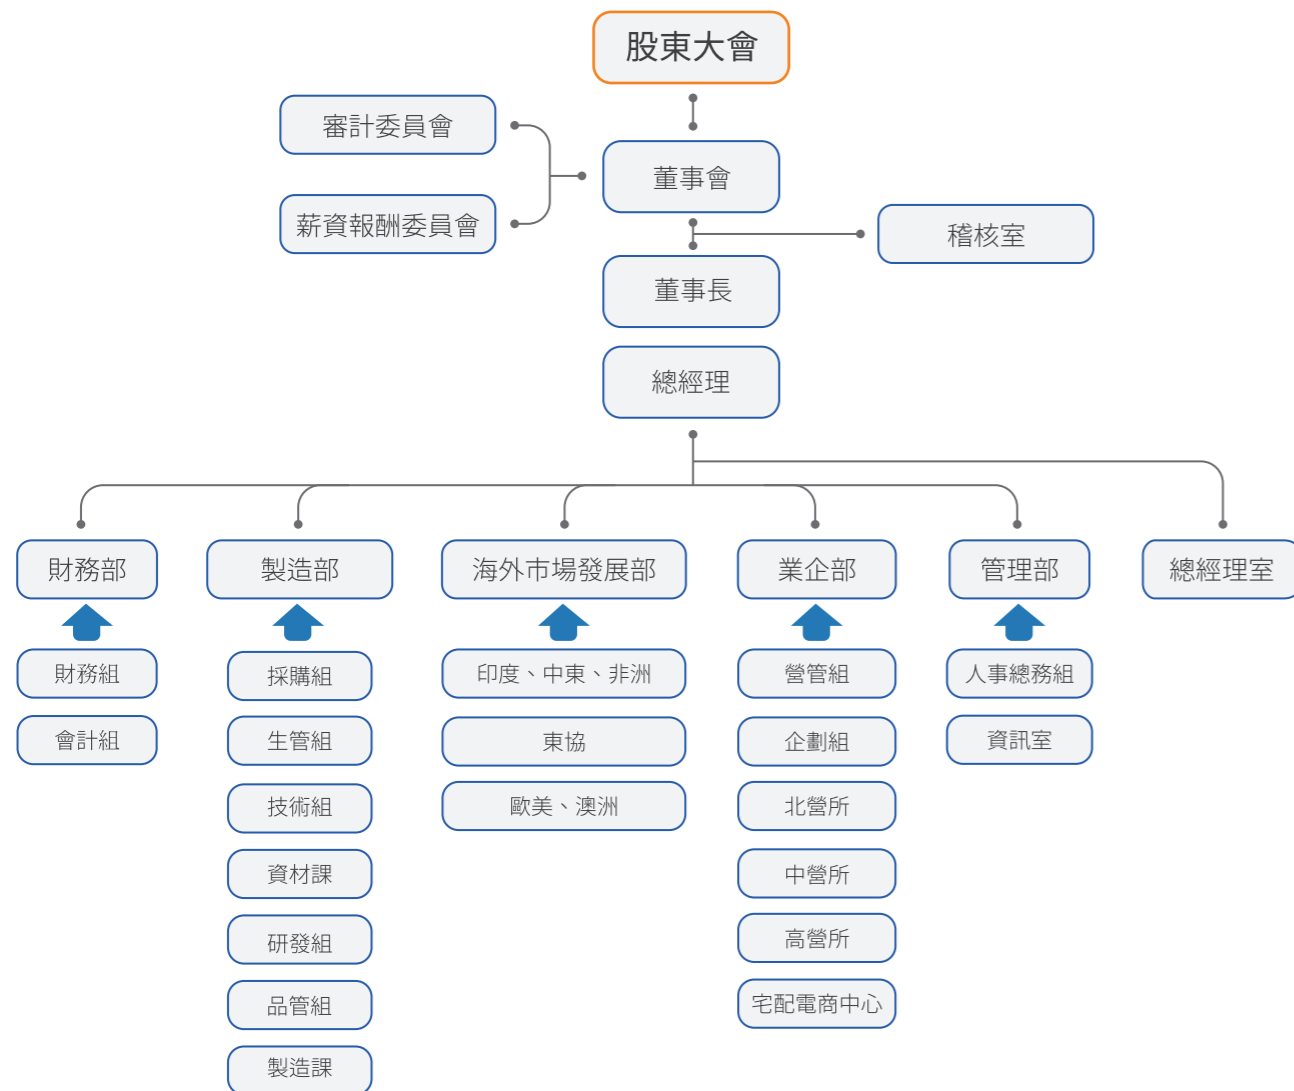 股東大會
審計委員會
董事會
薪資報酬委員會
稽核室
董事長
總經理
財務部
製造部
海外市場發展部
業企部
管理部
總經理室
財務組
會計組
採購組
生管組
技術組
資材課
研發組
品管組
製造課
印度、中東、非洲
東協
歐美、澳洲
營管組
企劃組
北營所
中營所
高營所
宅配電商中心
人事總務組
資訊室